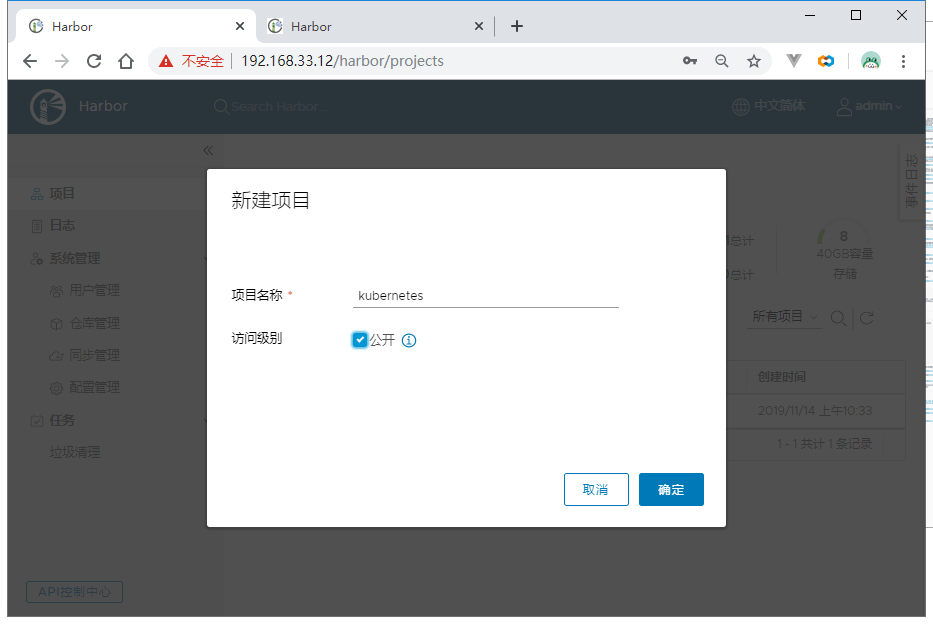 Harbor
Harbor
不安全 192.168.33.12/harbor/projects
Harbor
Search Harbor...
中文简体
admin
项目
日志
系统管理
用户管理
仓库管理
同步管理
配置管理
任务
垃圾清理
API控制中心
新建项目
项目名称 *
kubernetes
访问级别
公开
取消
确定
事件日志
总计
8
40GB容量
存储
总计
所有项目
创建时间
2019/11/14 上午10:33
1 - 1 共计 1 条记录